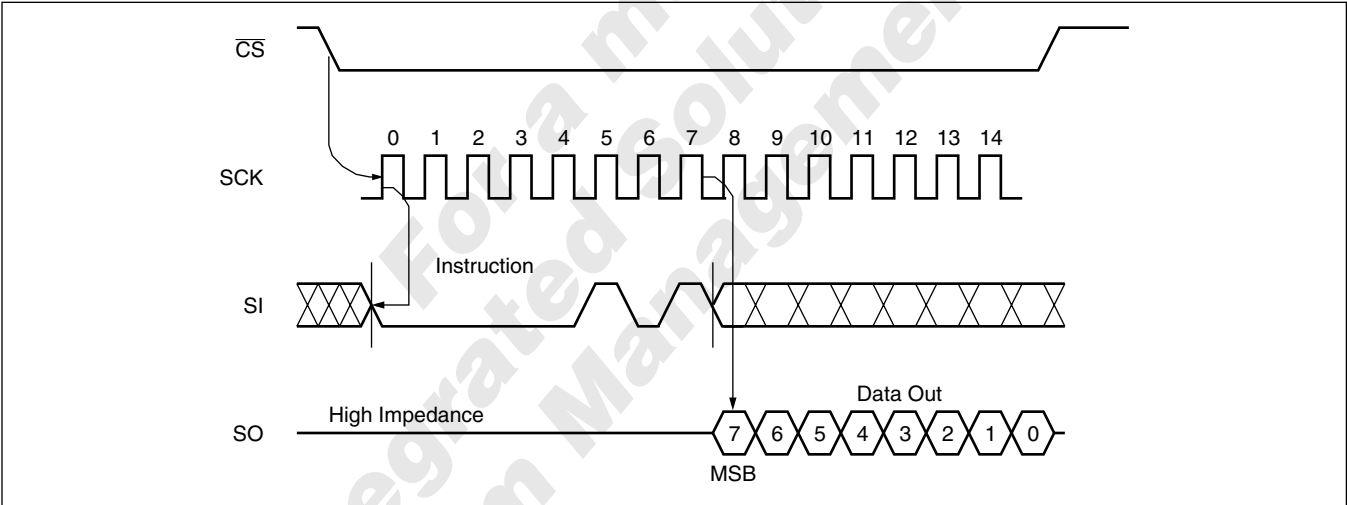 CS
0 1 2 3 4 5 6 7 8 9 10 11 12 13 14
SCK
Instruction
SI
Data Out
High Impedance
SO
7 6 5 4 3 2 1 0
MSB